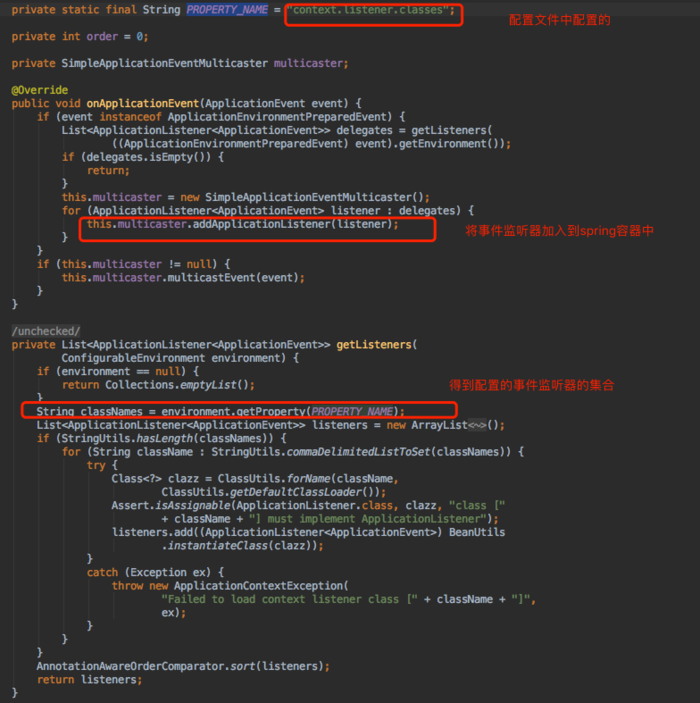 private static final String PROPERTY_NAME = "context.listener.classes";
配置文件中配置的
private int order = 0;
private SimpleApplicationEventMulticaster multicaster;
@Override
public void onApplicationEvent(ApplicationEvent event) {
if (event instanceof ApplicationEnvironmentPreparedEvent) {
List<ApplicationListener<ApplicationEvent>> delegates = getListeners(
((ApplicationEnvironmentPreparedEvent) event).getEnvironment());
if (delegates.isEmpty()) {
return;
}
this.multicaster = new SimpleApplicationEventMulticaster();
for (ApplicationListener<ApplicationEvent> listener : delegates) {
this.multicaster.addApplicationListener(listener);
将事件监听器加入到spring容器中
}
}
if (this.multicaster != null) {
this.multicaster.multicastEvent(event);
}
}
/unchecked/
private List<ApplicationListener<ApplicationEvent>> getListeners(
ConfigurableEnvironment environment) {
if (environment == null) {
return Collections.emptyList();
得到配置的事件监听器的集合
}
String classNames = environment.getProperty(PROPERTY_NAME);
List<ApplicationListener<ApplicationEvent>> listeners = new ArrayList<~>();
if (StringUtils.hasLength(classNames)) {
for (String className : StringUtils.commaDelimitedListToSet(classNames)) {
try {
Class<?> clazz = ClassUtils.forName(className,
ClassUtils.getDefaultClassLoader());
Assert.isAssignable(ApplicationListener.class, clazz, "class ["
+ className + "] must implement ApplicationListener");
listeners.add((ApplicationListener<ApplicationEvent>) BeanUtils
.instantiateClass(clazz));
}
catch (Exception ex) {
throw new ApplicationContextException(
"Failed to load context listener class [" + className + "]",
ex);
}
}
}
AnnotationAwareOrderComparator.sort(listeners);
return listeners;
}